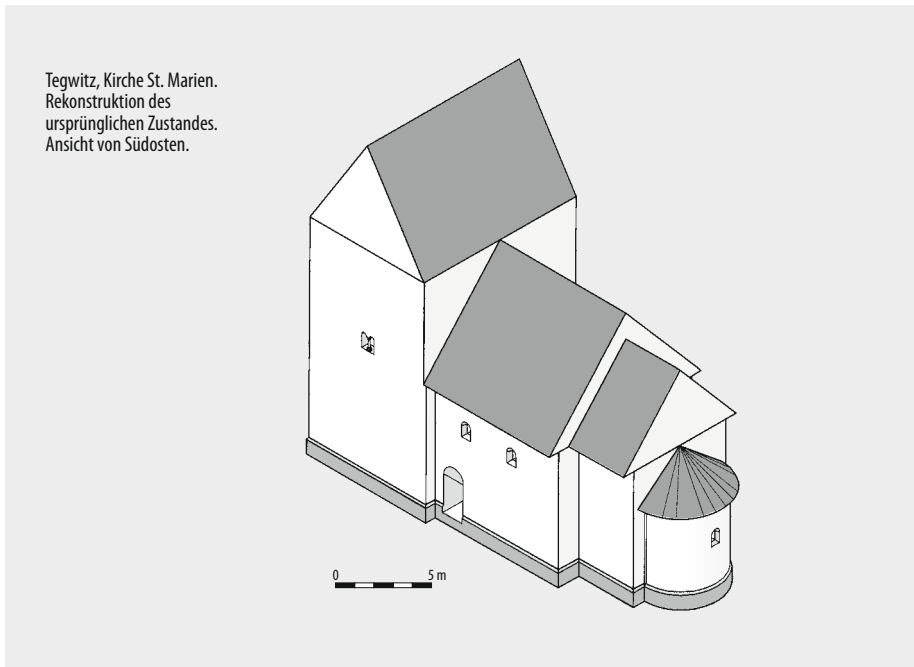 Tegwitz, Kirche St. Marien.
Rekonstruktion des
ursprünglichen Zustandes.
Ansicht von Südosten.
0 5 m